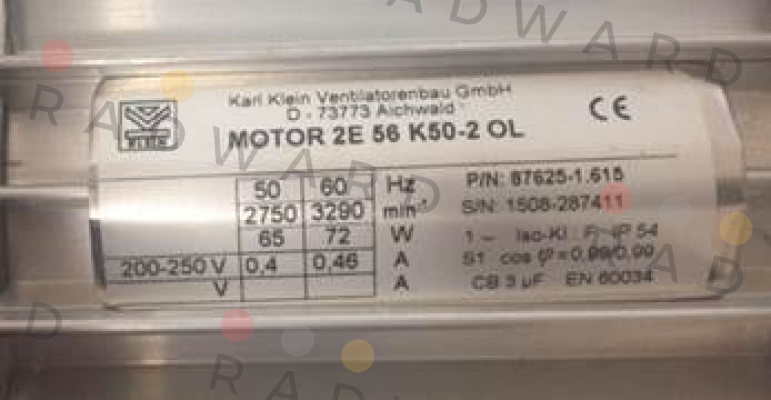 RADWARD
KLEIN
Karl Klein Ventilatorenbau GmbH
D - 73773 Aichwald
CE
MOTOR 2E 56 K50-2 OL
50 60 Hz
2750 3290 min⁻¹
65 72 W
200-250 V 0,4 0,46 A
V A
P/N: 87625-1.615
S/N: 1508-287411
1 ~ Iso-Kl : F IP 54
S1 cos φ=0,99/0,99
CB 3 µF EN 60034
RADWARD